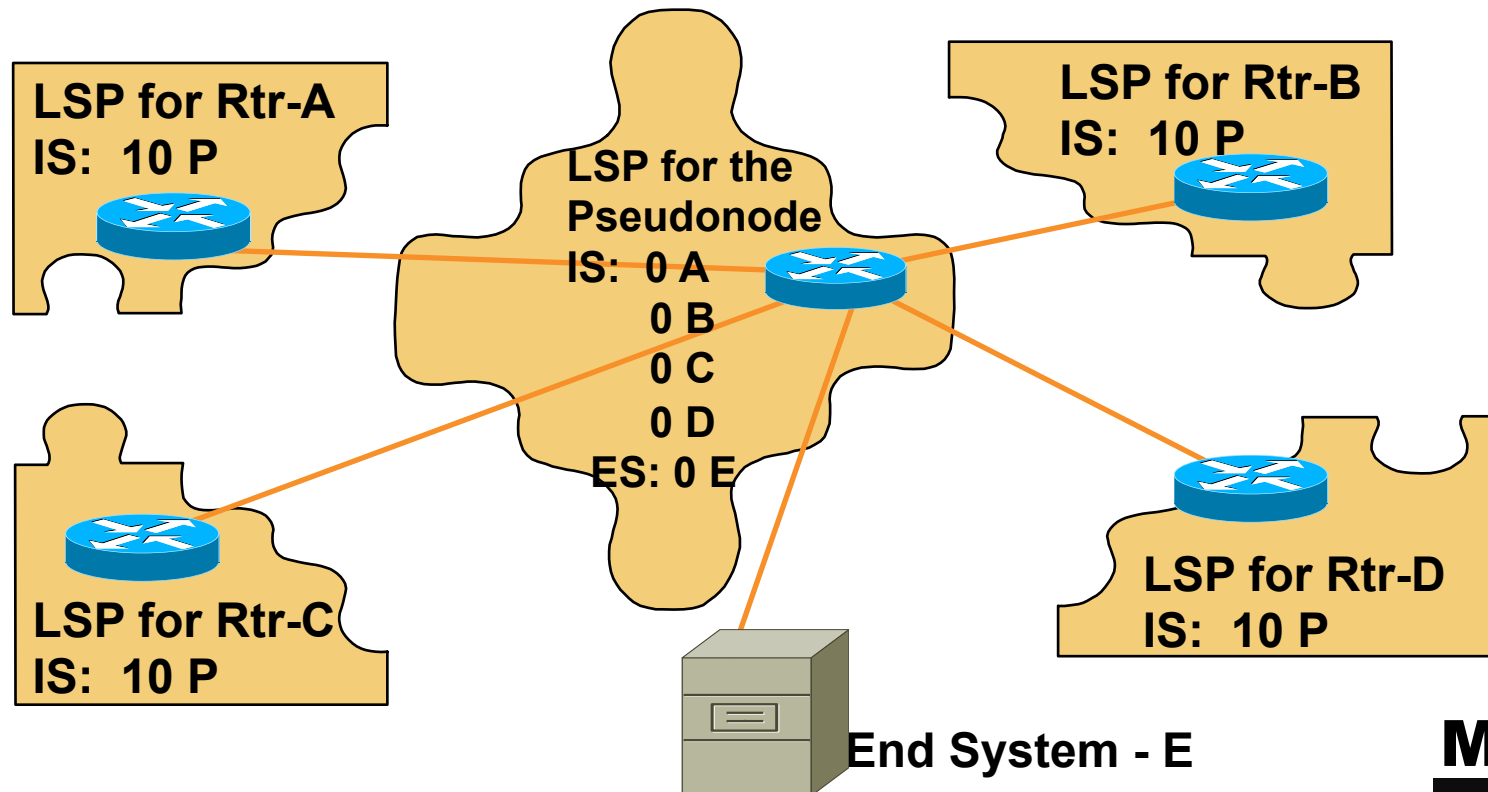 LSP for Rtr-A
IS: 10 P
LSP for the
Pseudonode
IS: 0 A
0 B
0 C
0 D
ES: 0 E
LSP for Rtr-B
IS: 10 P
LSP for Rtr-C
IS: 10 P
LSP for Rtr-D
IS: 10 P
End System - E